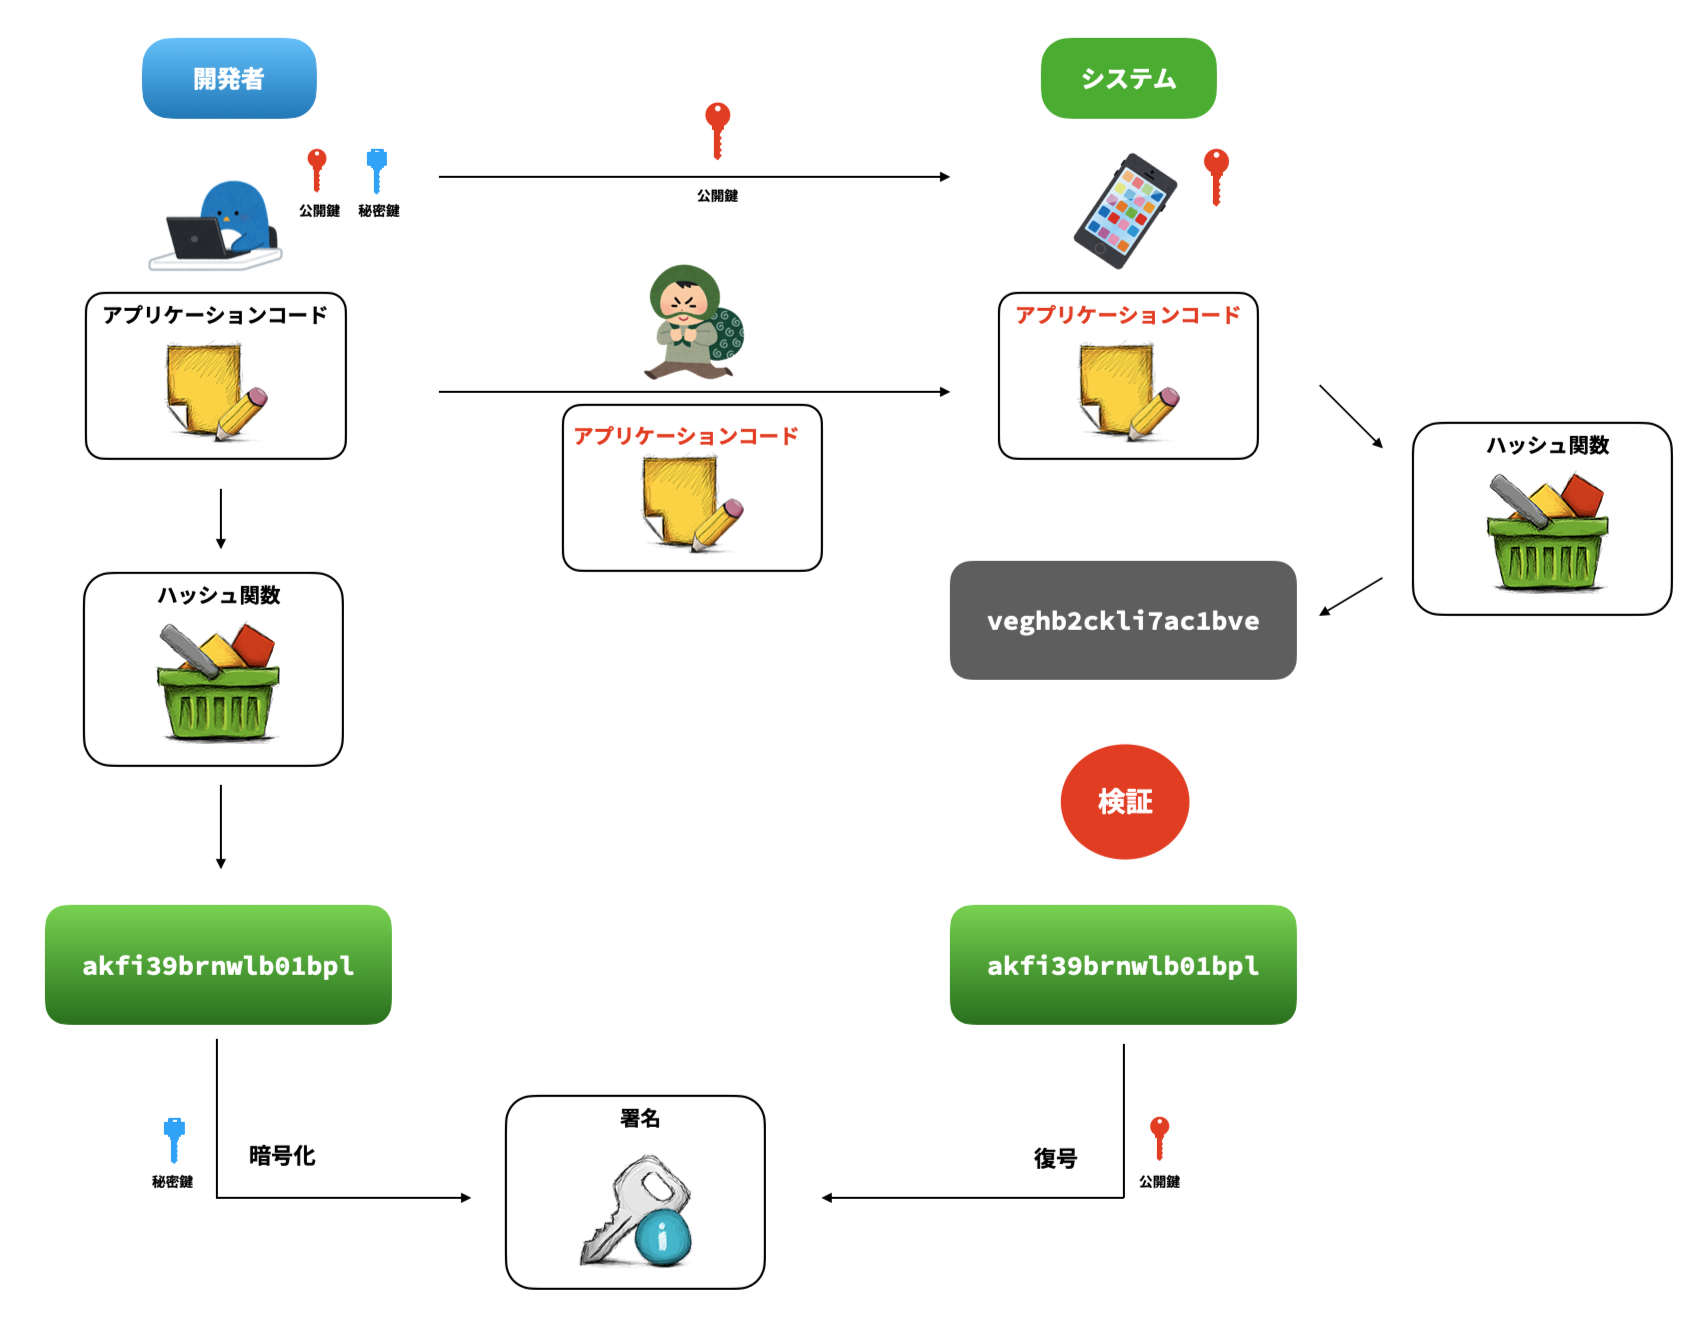 開発者
システム
公開鍵
秘密鍵
公開鍵
アプリケーションコード
アプリケーションコード
アプリケーションコード
ハッシュ関数
ハッシュ関数
veghb2ckli7ac1bve
検証
akfi39brnwlb01bpl
akfi39brnwlb01bpl
署名
暗号化
復号
秘密鍵
公開鍵
i